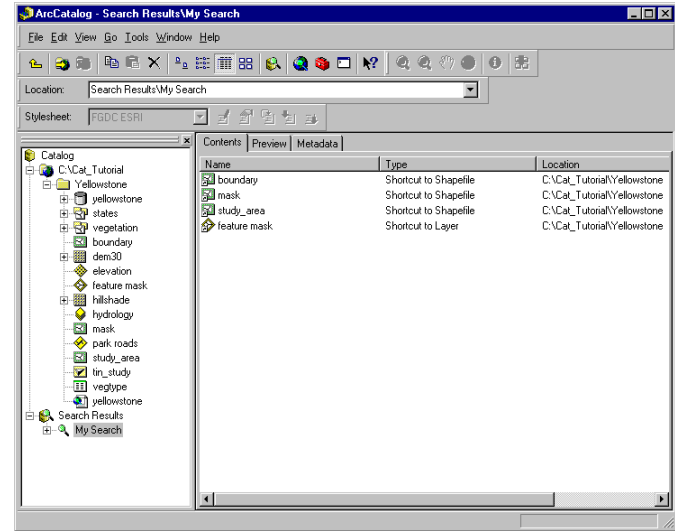 ArcCatalog - Search Results\My Search
File Edit View Go Tools Window Help
Location: Search Results\My Search
Stylesheet: FGDC ESRI
Contents Preview Metadata
Catalog
C:\Cat_Tutorial
Yellowstone
yellowstone
states
vegetation
boundary
dem30
elevation
feature mask
hillshade
hydrology
mask
park roads
study_area
tin_study
vegtype
yellowstone
Search Results
My Search
Name Type Location
boundary Shortcut to Shapefile C:\Cat_Tutorial\Yellowstone
mask Shortcut to Shapefile C:\Cat_Tutorial\Yellowstone
study_area Shortcut to Shapefile C:\Cat_Tutorial\Yellowstone
feature mask Shortcut to Layer C:\Cat_Tutorial\Yellowstone